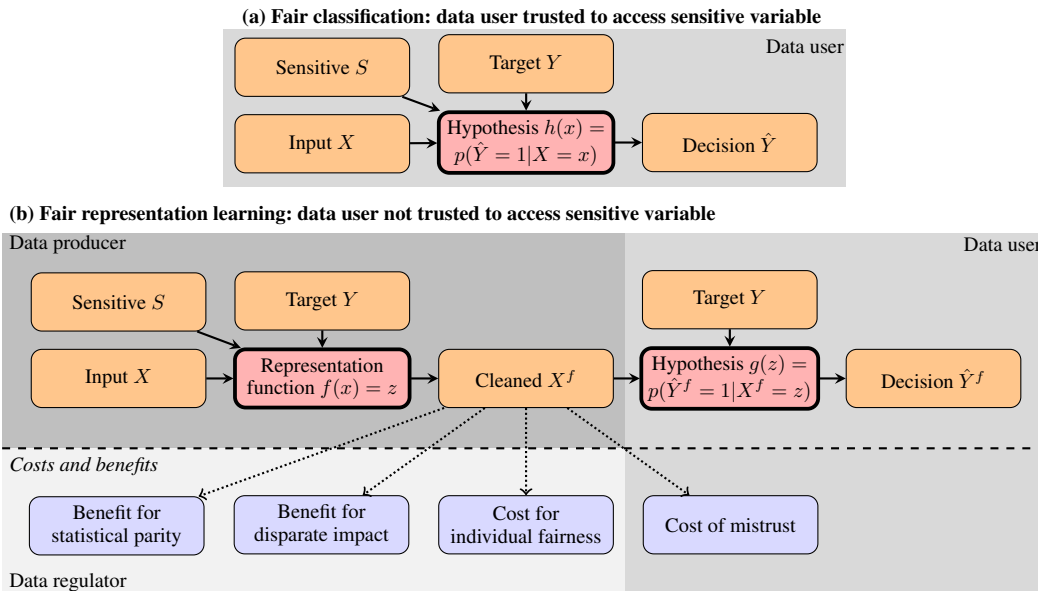 (a) Fair classification: data user trusted to access sensitive variable
Data user
Sensitive S
Target Y
Input X
Hypothesis h(x) =
p(Ŷ = 1|X = x)
Decision Ŷ
(b) Fair representation learning: data user not trusted to access sensitive variable
Data producer
Data user
Sensitive S
Target Y
Target Y
Input X
Representation
function f(x) = z
Cleaned X^f
Hypothesis g(z) =
p(Ŷ^f = 1|X^f = z)
Decision Ŷ^f
Costs and benefits
Benefit for
statistical parity
Benefit for
disparate impact
Cost for
individual fairness
Cost of mistrust
Data regulator